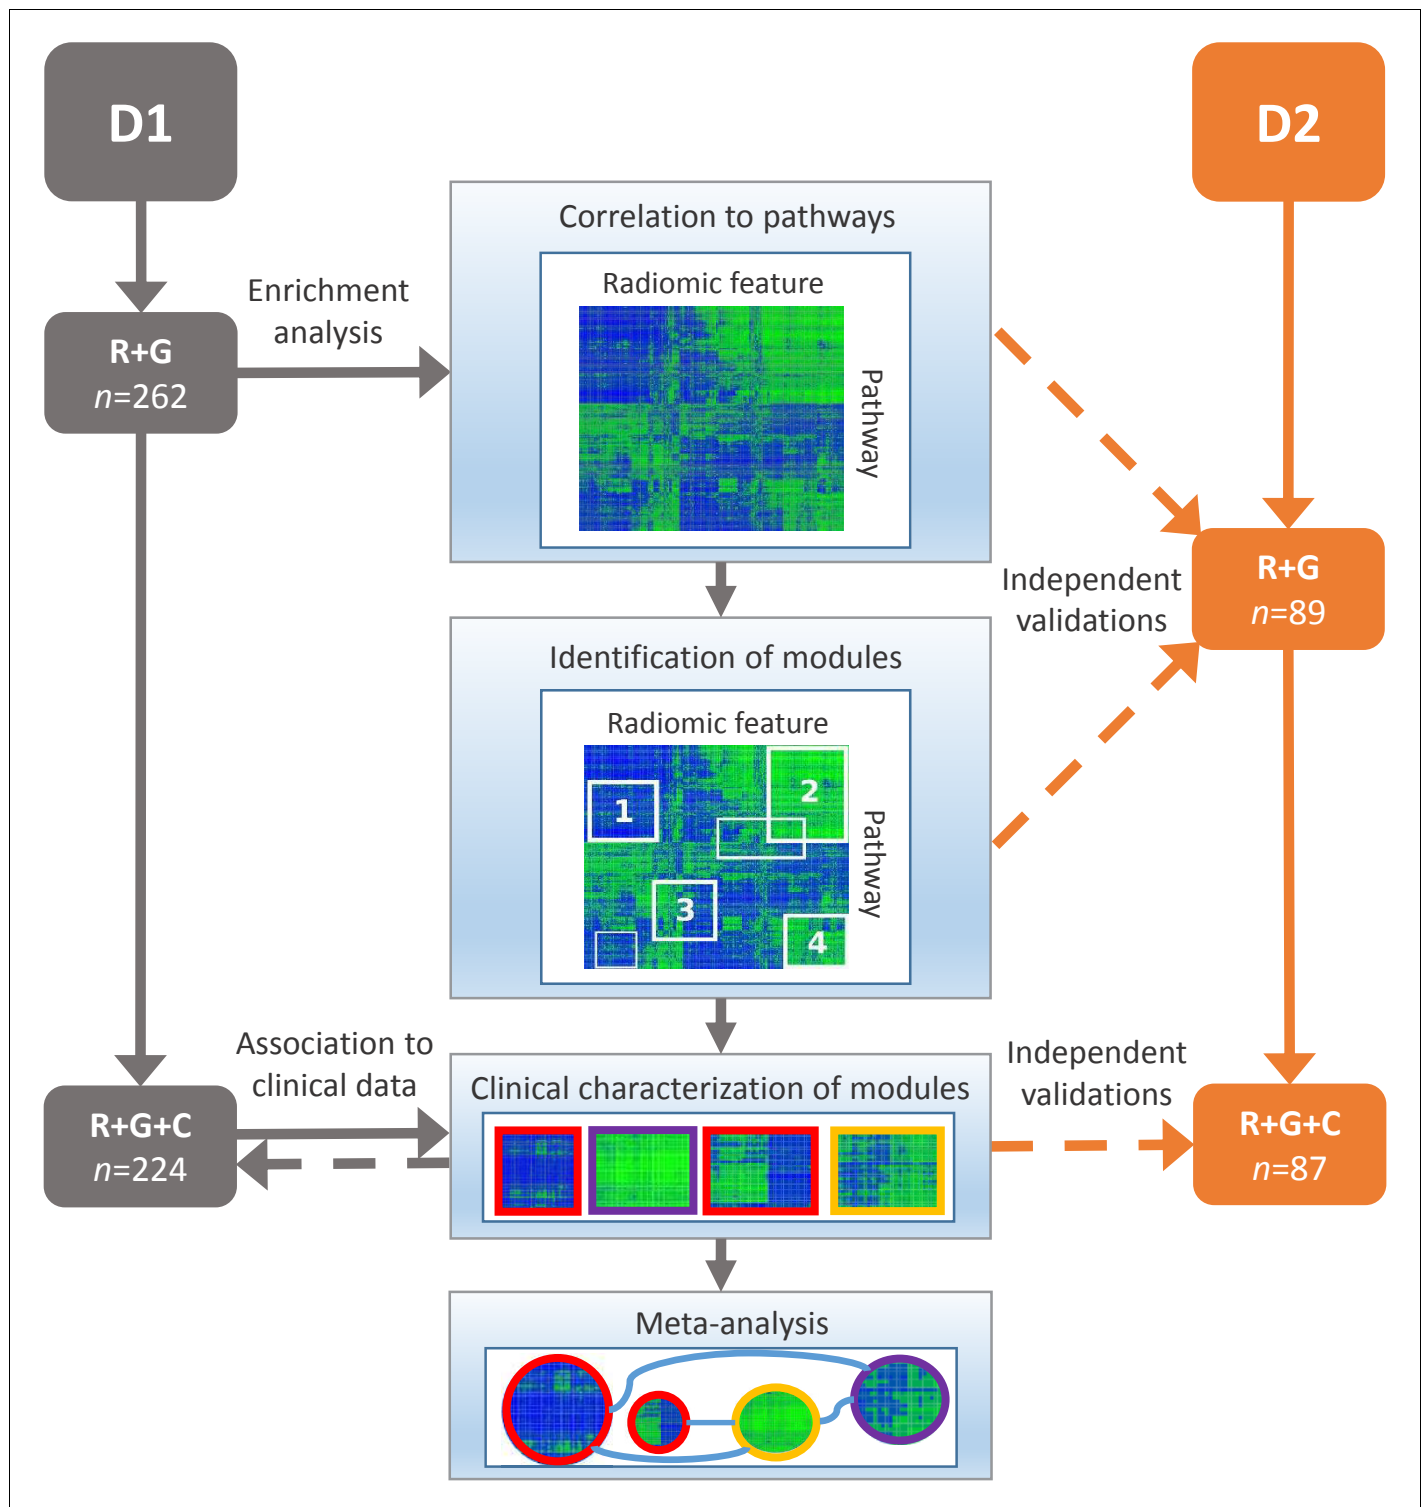 D1
D2
Correlation to pathways
Radiomic feature
Pathway
Enrichment
analysis
R+G
n=262
R+G
n=89
Independent
validations
Identification of modules
Radiomic feature
1
2
3
4
Pathway
Association to
clinical data
R+G+C
n=224
Clinical characterization of modules
Independent
validations
R+G+C
n=87
Meta-analysis